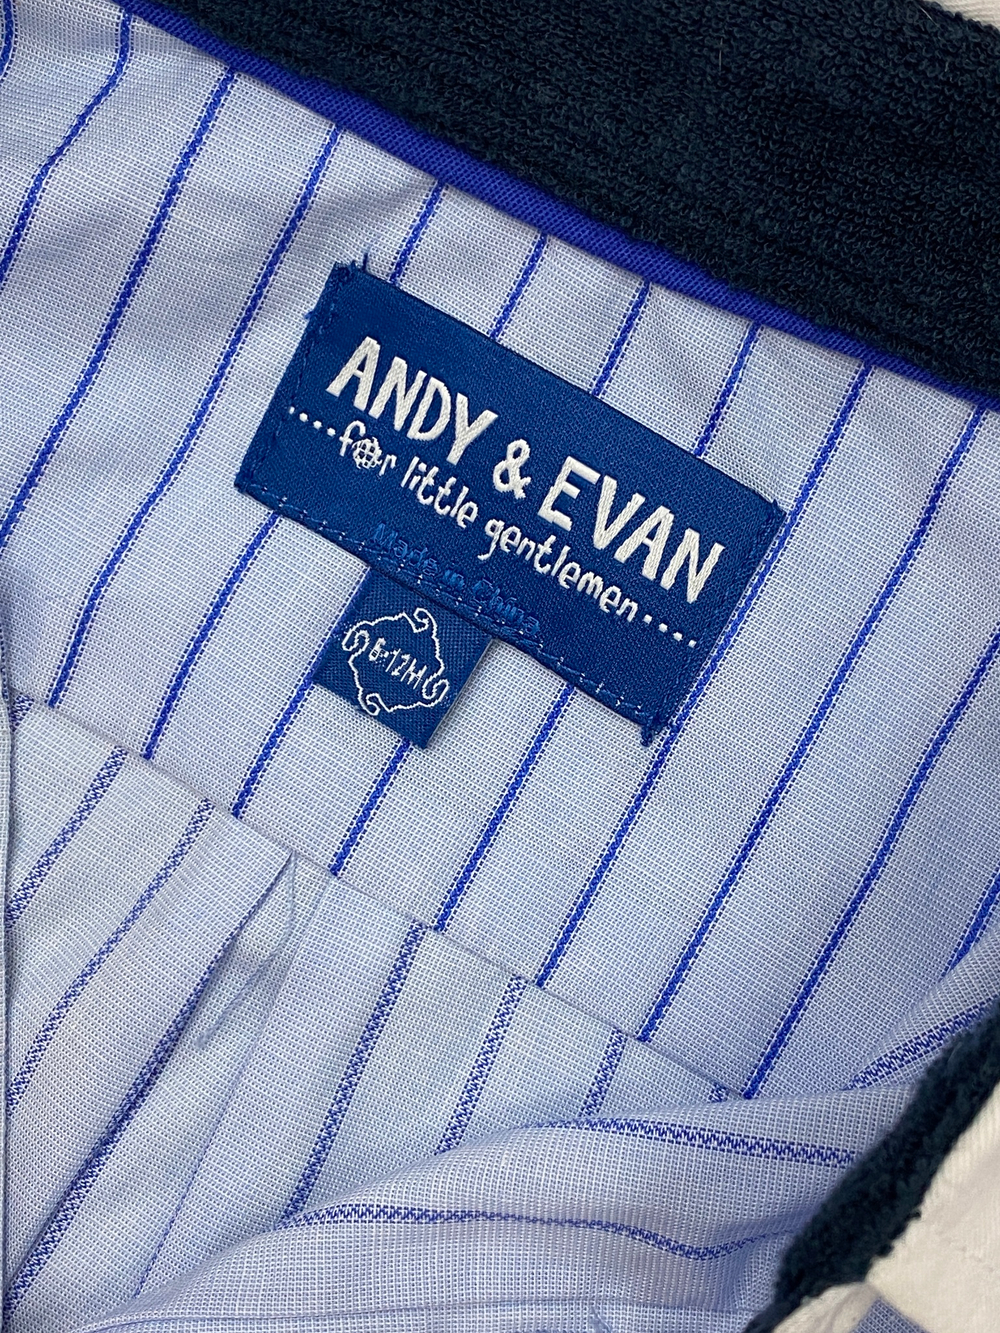 ANDY & EVAN
....for little gentlemen....
Made in China
6-12M